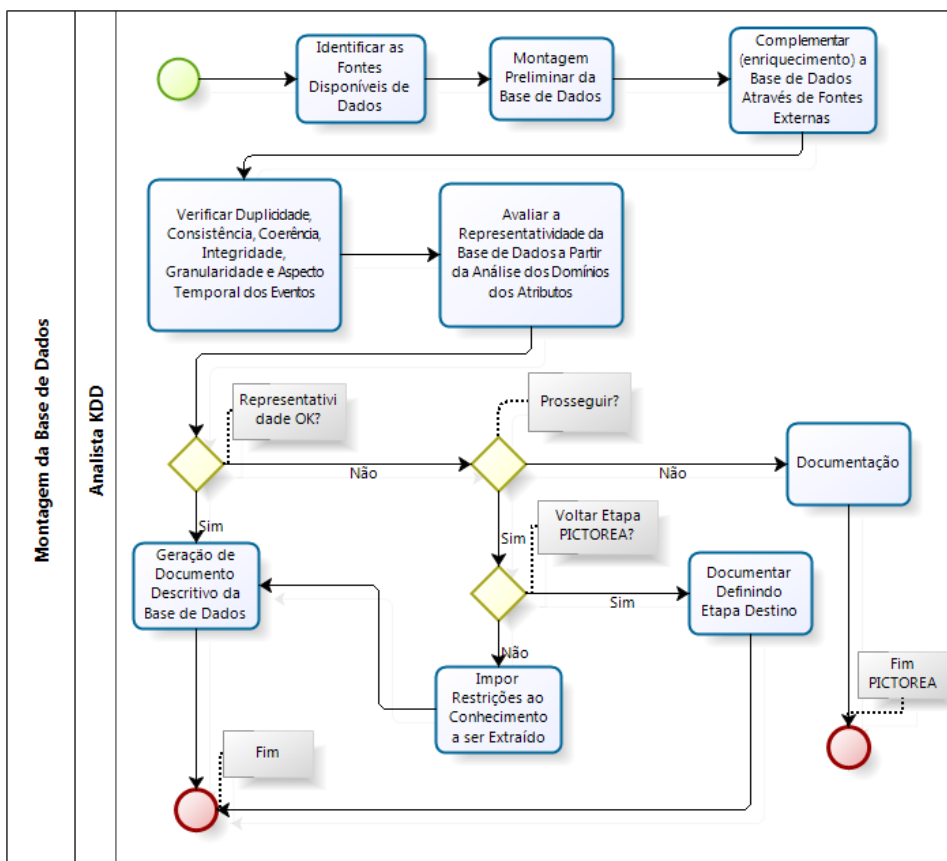 Montagem da Base de Dados
Analista KDD
Identificar as
Fontes
Disponíveis de
Dados
Montagem
Preliminar da
Base de Dados
Complementar
(enriquecimento) a
Base de Dados
Através de Fontes
Externas
Verificar Duplicidade,
Consistência, Coerência,
Integridade,
Granularidade e Aspecto
Temporal dos Eventos
Avaliar a
Representatividade da
Base de Dados a Partir
da Análise dos Domínios
dos Atributos
Representativi
dade OK?
Prosseguir?
Não
Não
Documentação
Sim
Sim
Voltar Etapa
PICTOREA?
Geração de
Documento
Descritivo da
Base de Dados
Sim
Documentar
Definindo
Etapa Destino
Não
Impor
Restrições ao
Conhecimento
a ser Extraído
Fim
PICTOREA
Fim